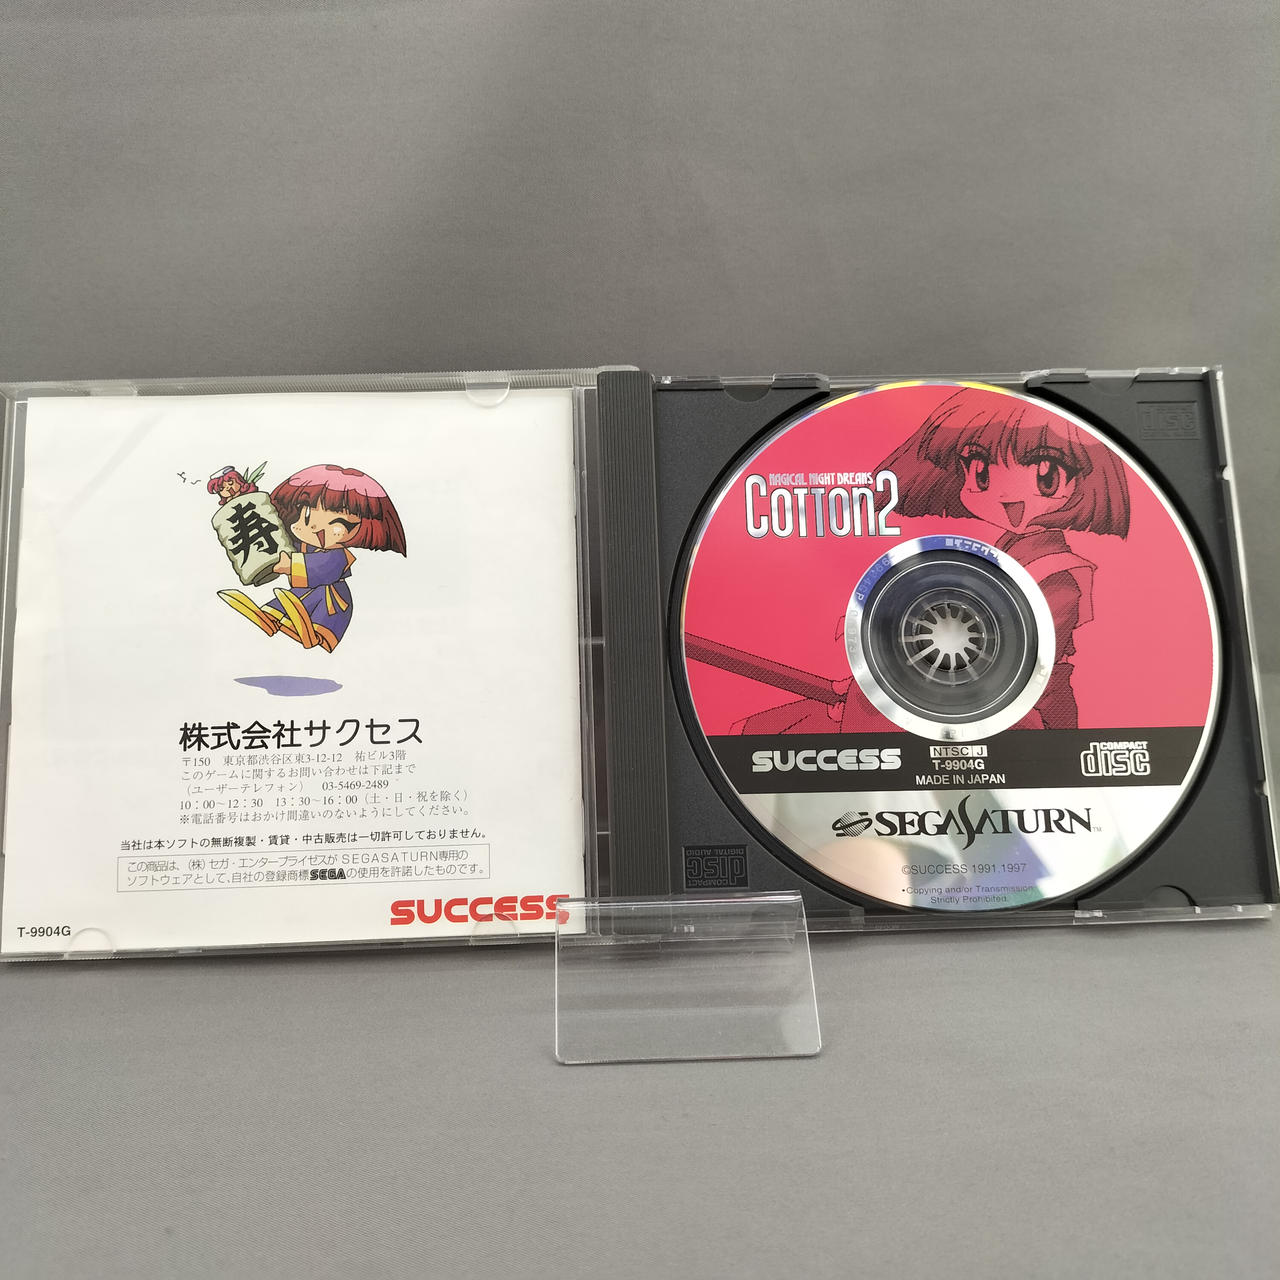 寿
株式会社サクセス
〒150 東京都渋谷区東3-12-12 祐ビル3階
このゲームに関するお問い合わせは下記まで
（ユーザーテレフォン） 03-5469-2489
10：00〜12：30 13：30〜16：00（土・日・祝を除く）
※電話番号はおかけ間違いのないようにしてください。
当社は本ソフトの無断複製・賃貸・中古販売は一切許可しておりません。
この商品は、（株）セガ・エンタープライゼスがSEGASATURN専用の
ソフトウェアとして、自社の登録商標SEGAの使用を許諾したものです。
SUCCESS
T-9904G
MAGICAL NIGHT DREAMS
COTTON2
SUCCESS
NTSC J
T-9904G
MADE IN JAPAN
COMPACT
disc
SEGASATURN™
©SUCCESS 1991,1997
•Copying and/or Transmission
Strictly Prohibited.
COMPACT
disc
DIGITAL AUDIO
disc